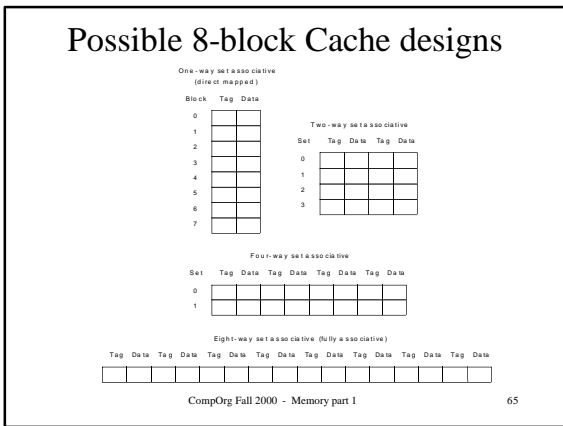 Possible 8-block Cache designs
One-way set associative
(direct mapped)
Block Tag Data
0
1
2
3
4
5
6
7
Two-way set associative
Set Tag Data Tag Data
0
1
2
3
Four-way set associative
Set Tag Data Tag Data Tag Data Tag Data
0
1
Eight-way set associative (fully associative)
Tag Data Tag Data Tag Data Tag Data Tag Data Tag Data Tag Data Tag Data
CompOrg Fall 2000 - Memory part 1 65